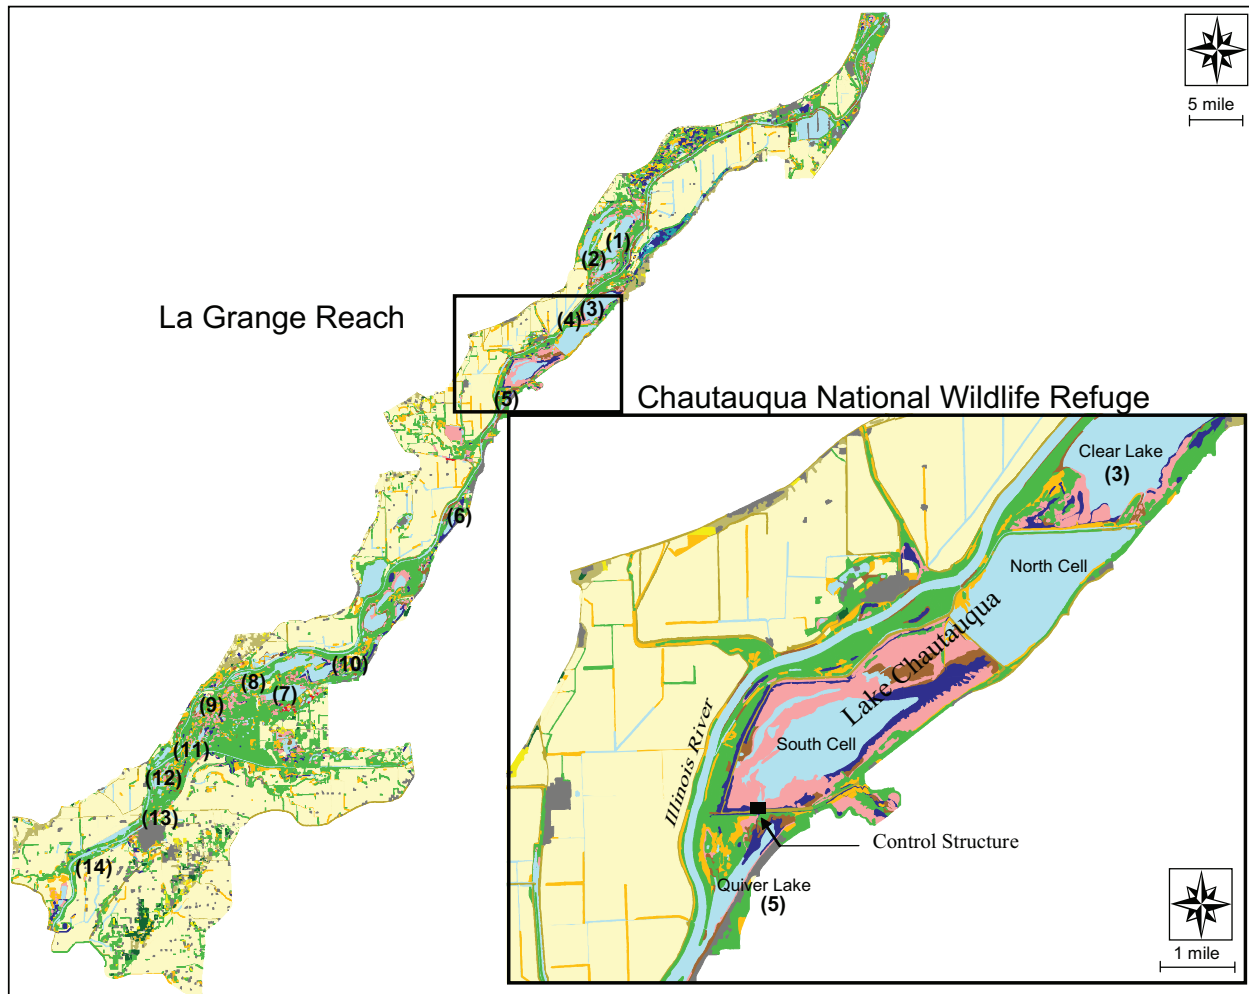 5 mile
(1)
(2)
La Grange Reach
(3)
(4)
(5)
Chautauqua National Wildlife Refuge
(6)
(10)
(8)
(7)
(9)
(11)
(12)
(13)
(14)
Clear Lake
(3)
North Cell
Lake Chautauqua
South Cell
Illinois River
Control Structure
Quiver Lake
(5)
1 mile